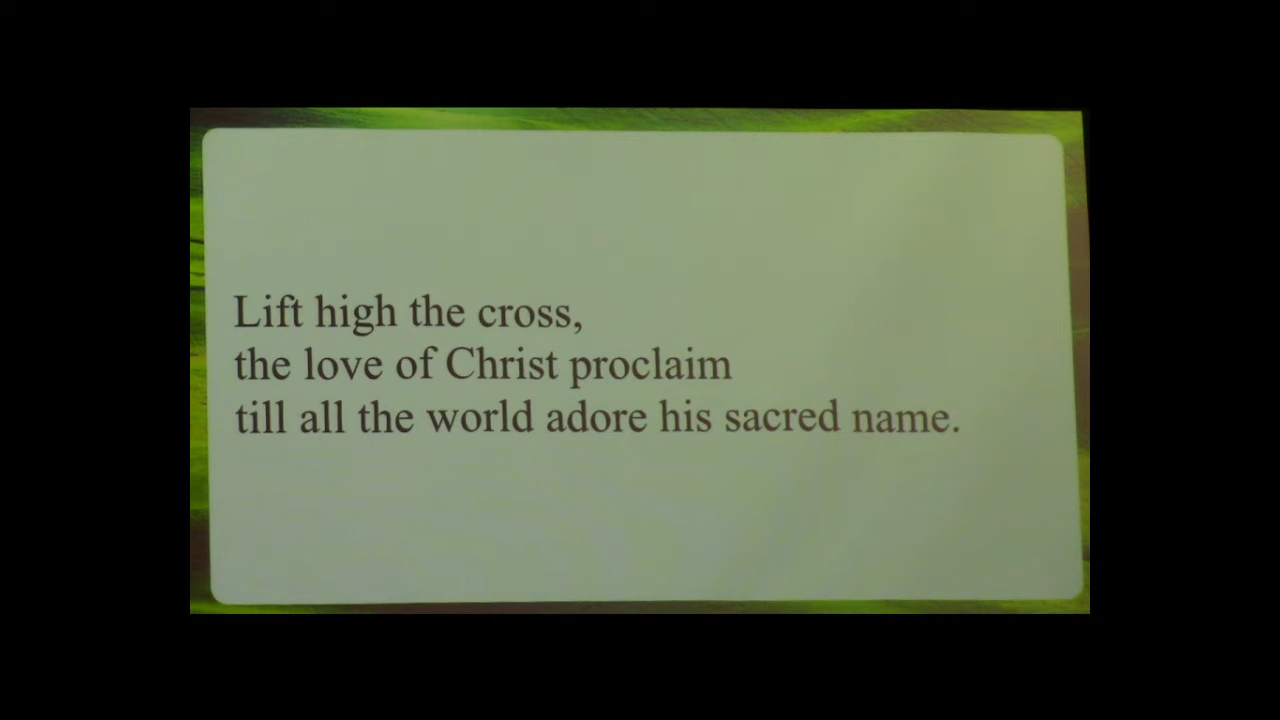 Lift high the cross,
the love of Christ proclaim
till all the world adore his sacred name.